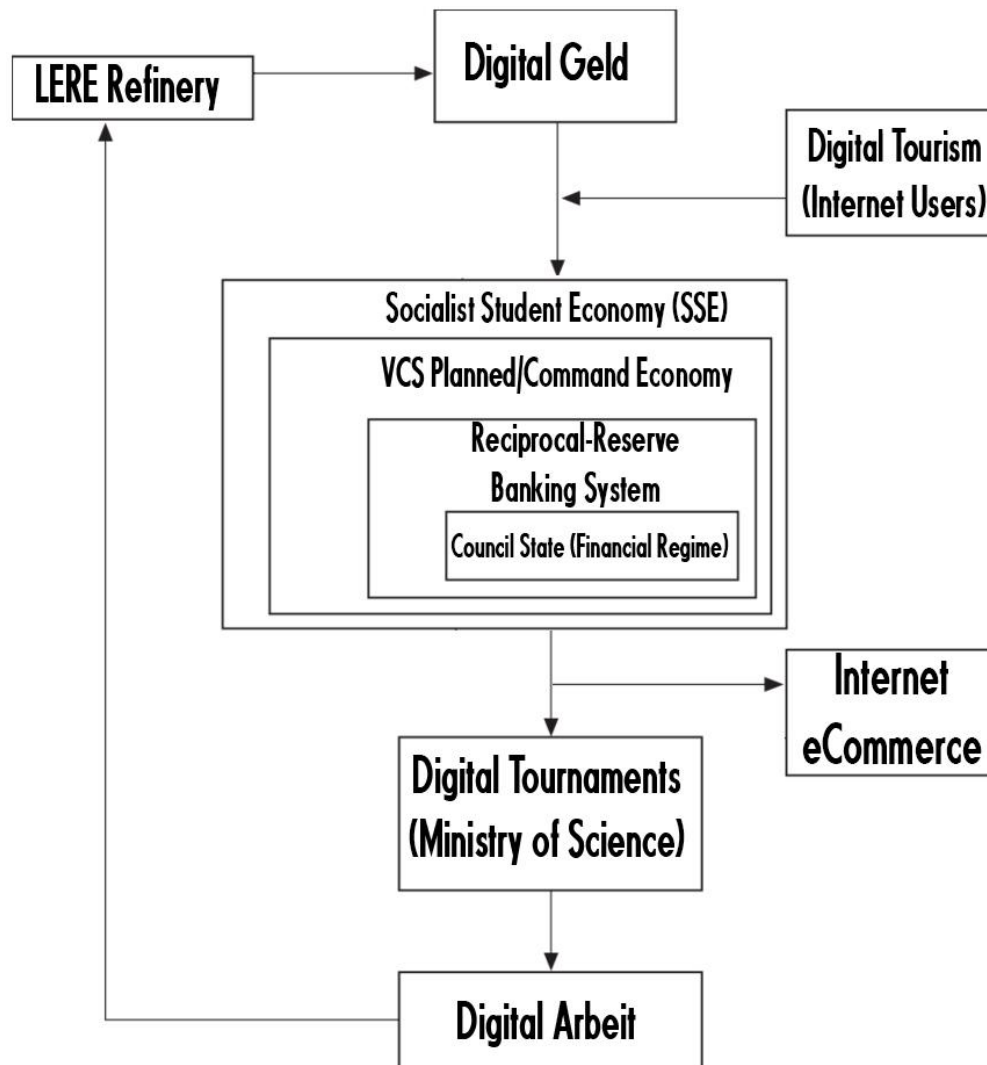 Digital Geld
LERE Refinery
Digital Tourism
(Internet Users)
Socialist Student Economy (SSE)
VCS Planned/Command Economy
Reciprocal-Reserve
Banking System
Council State (Financial Regime)
Internet
eCommerce
Digital Tournaments
(Ministry of Science)
Digital Arbeit